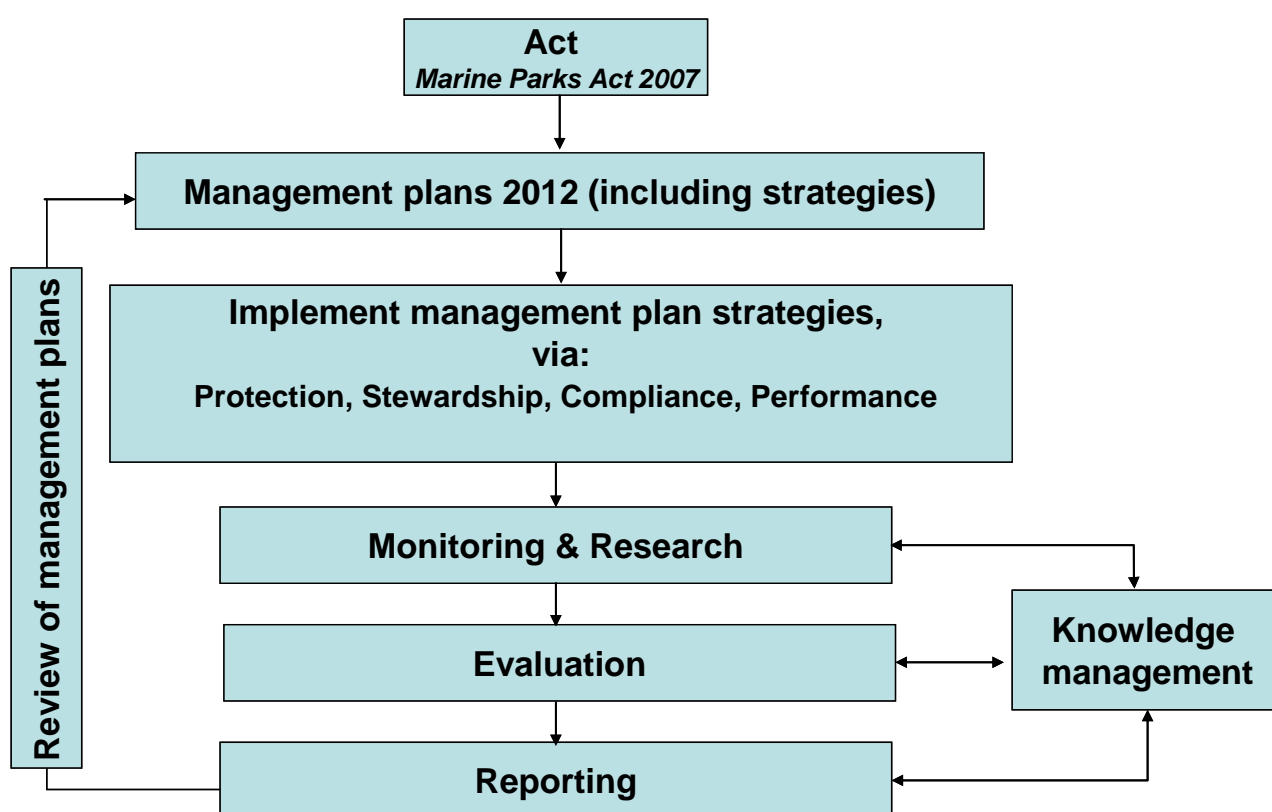 Act
Marine Parks Act 2007
Management plans 2012 (including strategies)
Implement management plan strategies,
via:
Protection, Stewardship, Compliance, Performance
Monitoring & Research
Evaluation
Reporting
Knowledge
management
Review of management plans